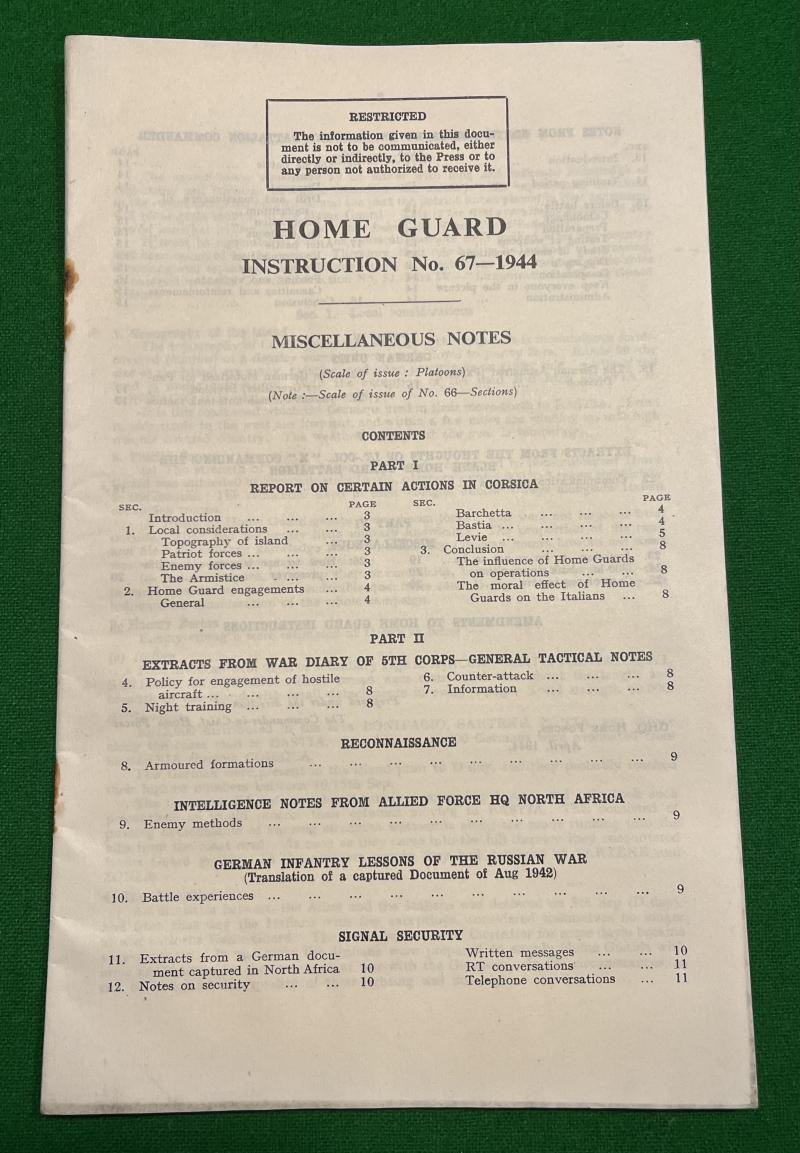 RESTRICTED
The information given in this docu-
ment is not to be communicated, either
directly or indirectly, to the Press or to
any person not authorized to receive it.
HOME GUARD
INSTRUCTION No. 67—1944
MISCELLANEOUS NOTES
(Scale of issue : Platoons)
(Note :—Scale of issue of No. 66—Sections)
CONTENTS
PART I
REPORT ON CERTAIN ACTIONS IN CORSICA
SEC. PAGE
Introduction ... ... ... 3
1. Local considerations ... ... 3
Topography of island ... 3
Patriot forces ... ... ... 3
Enemy forces ... ... ... 3
The Armistice ... ... 3
2. Home Guard engagements ... 4
General ... ... ... 4
SEC. PAGE
Barchetta ... ... ... 4
Bastia ... ... ... ... 4
Levie ... ... ... ... 5
3. Conclusion ... ... ... 8
The influence of Home Guards
on operations ... ... 8
The moral effect of Home
Guards on the Italians ... 8
PART II
EXTRACTS FROM WAR DIARY OF 5TH CORPS—GENERAL TACTICAL NOTES
4. Policy for engagement of hostile
aircraft ... ... ... ... 8
5. Night training ... ... ... 8
6. Counter-attack ... ... ... 8
7. Information ... ... ... 8
RECONNAISSANCE
8. Armoured formations ... ... ... ... ... ... ... ... ... 9
INTELLIGENCE NOTES FROM ALLIED FORCE HQ NORTH AFRICA
9. Enemy methods ... ... ... ... ... ... ... ... ... ... 9
GERMAN INFANTRY LESSONS OF THE RUSSIAN WAR
(Translation of a captured Document of Aug 1942)
10. Battle experiences ... ... ... ... ... ... ... ... ... ... 9
SIGNAL SECURITY
11. Extracts from a German docu-
ment captured in North Africa 10
12. Notes on security ... ... 10
Written messages ... ... 10
RT conversations ... ... 11
Telephone conversations ... 11